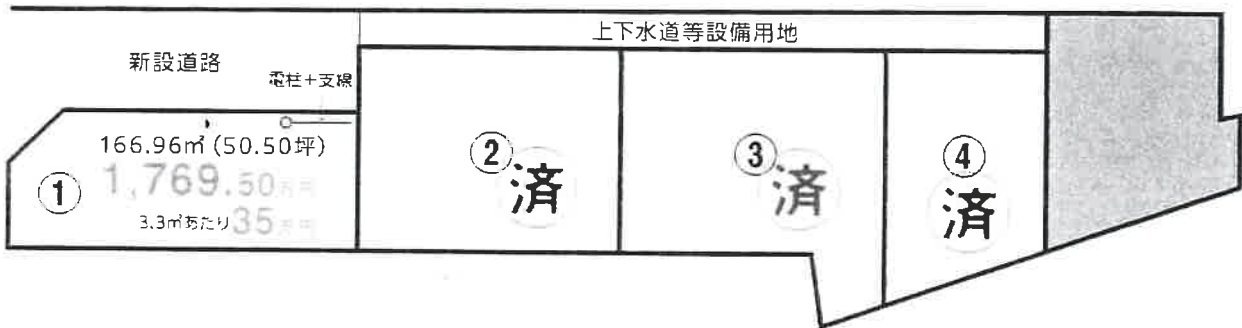 上下水道等設備用地
新設道路
電柱+支線
166.96㎡ (50.50坪)
① 1,769.50万円
3.3㎡あたり35万円
② 済
③ 済
④ 済